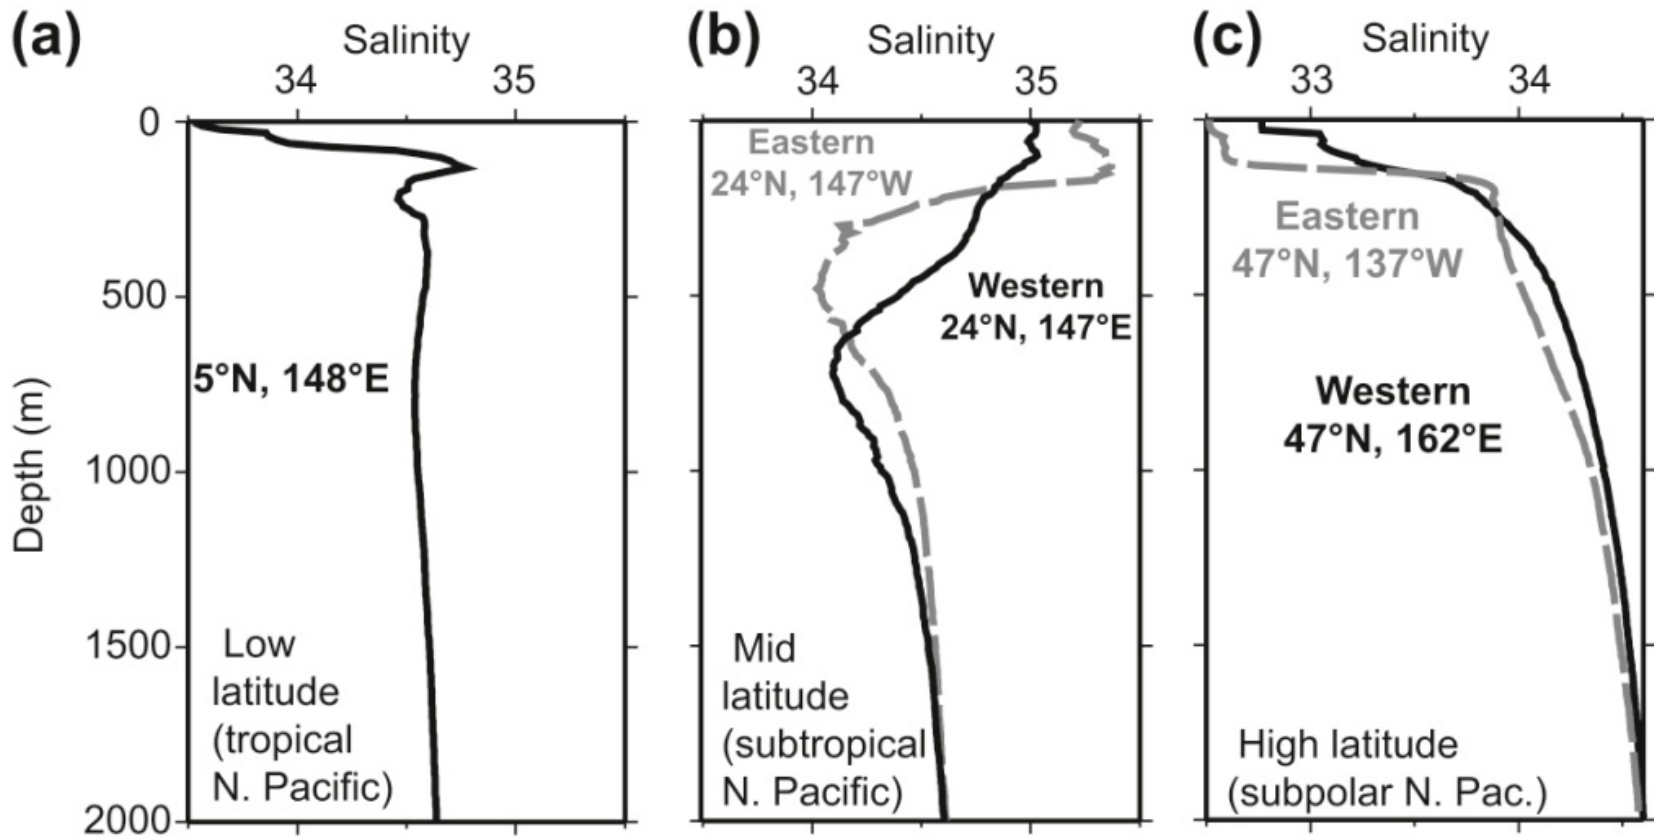 (a)
Salinity
34 35
0
500
1000
1500
2000
Depth (m)
5°N, 148°E
Low
latitude
(tropical
N. Pacific)
(b)
Salinity
34 35
Eastern
24°N, 147°W
Western
24°N, 147°E
Mid
latitude
(subtropical
N. Pacific)
(c)
Salinity
33 34
Eastern
47°N, 137°W
Western
47°N, 162°E
High latitude
(subpolar N. Pac.)